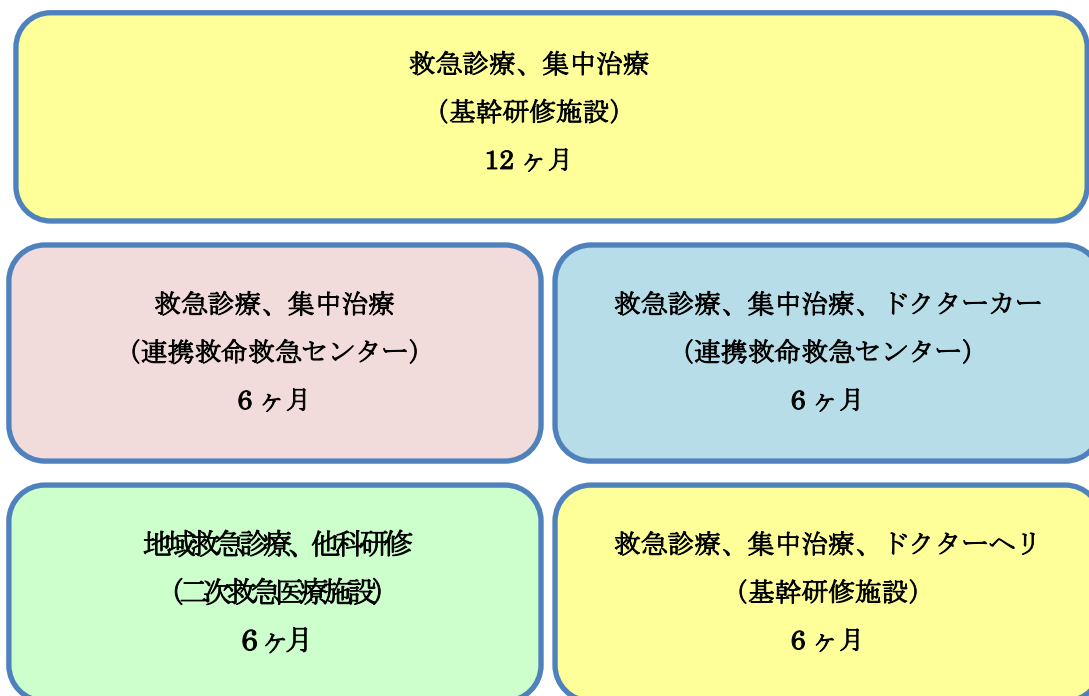 救急診療、集中治療
（基幹研修施設）
12 ヶ月
救急診療、集中治療
（連携救命救急センター）
6 ヶ月
救急診療、集中治療、ドクターカー
（連携救命救急センター）
6 ヶ月
地域救急診療、他科研修
（二次救急医療施設）
6 ヶ月
救急診療、集中治療、ドクターヘリ
（基幹研修施設）
6 ヶ月